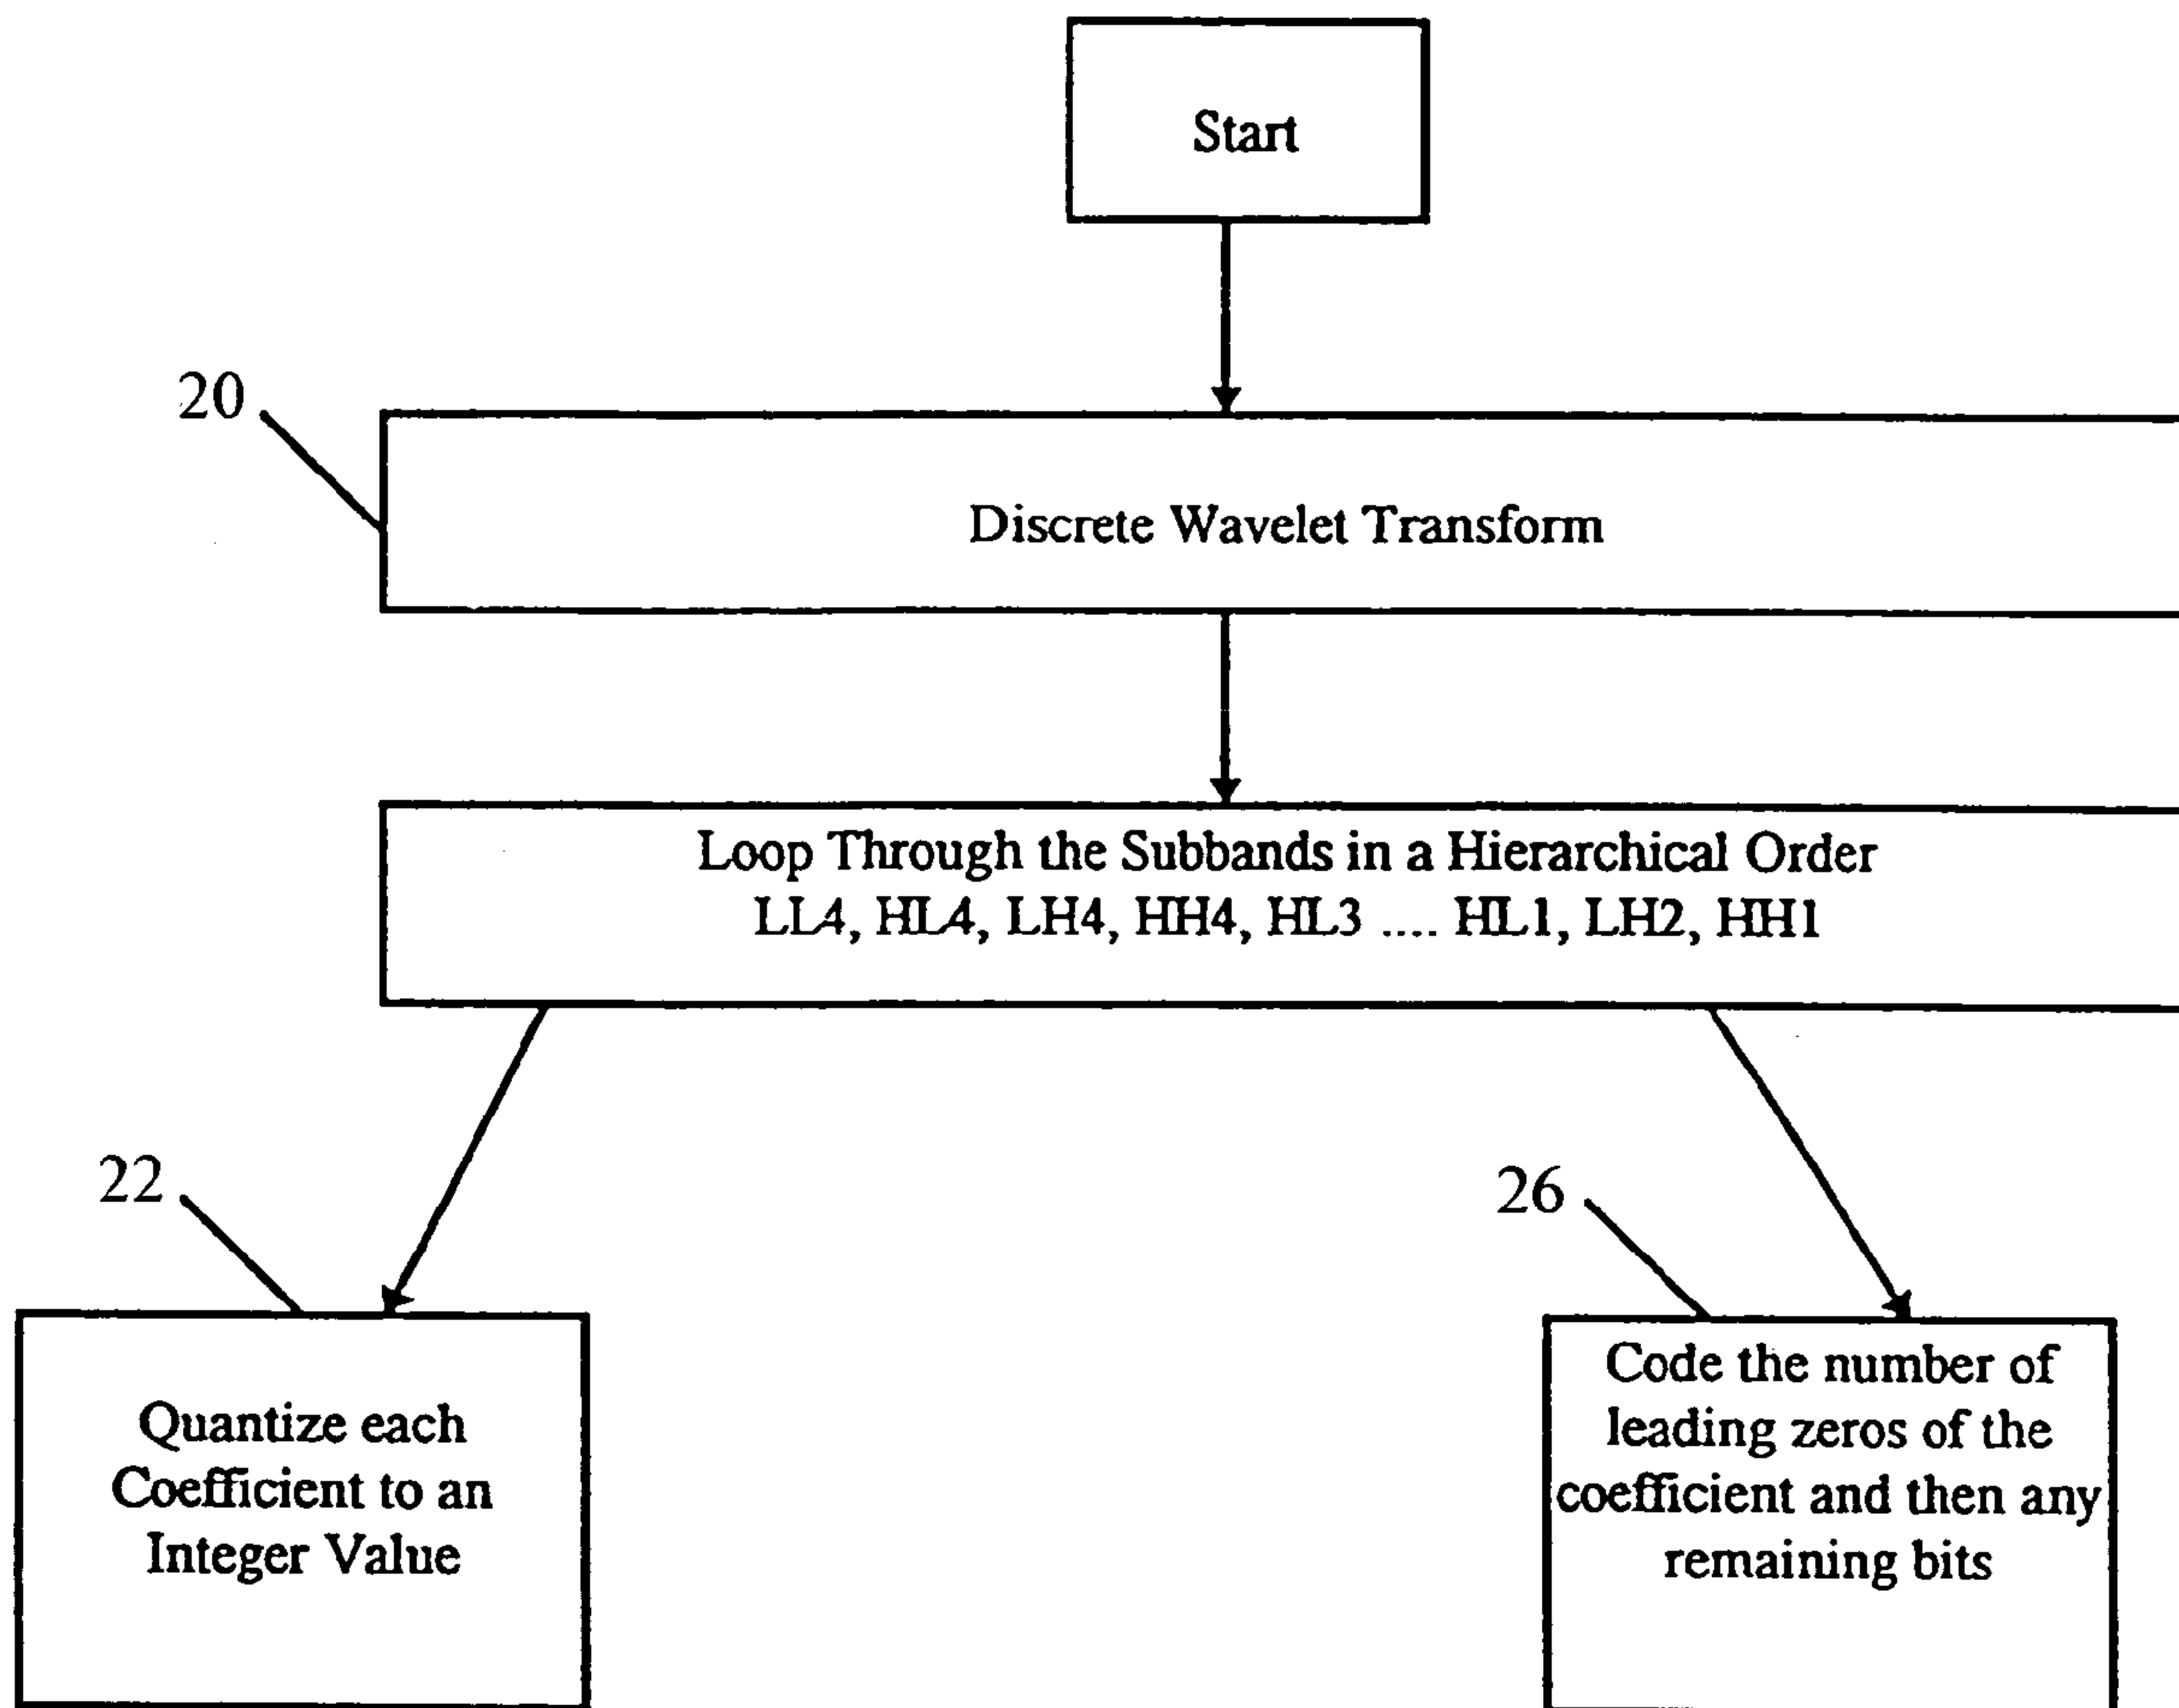 Start
20
Discrete Wavelet Transform
Loop Through the Subbands in a Hierarchical Order
LL4, HL4, LH4, HH4, HL3 .... HL1, LH2, HH1
22
26
Quantize each
Coefficient to an
Integer Value
Code the number of
leading zeros of the
coefficient and then any
remaining bits